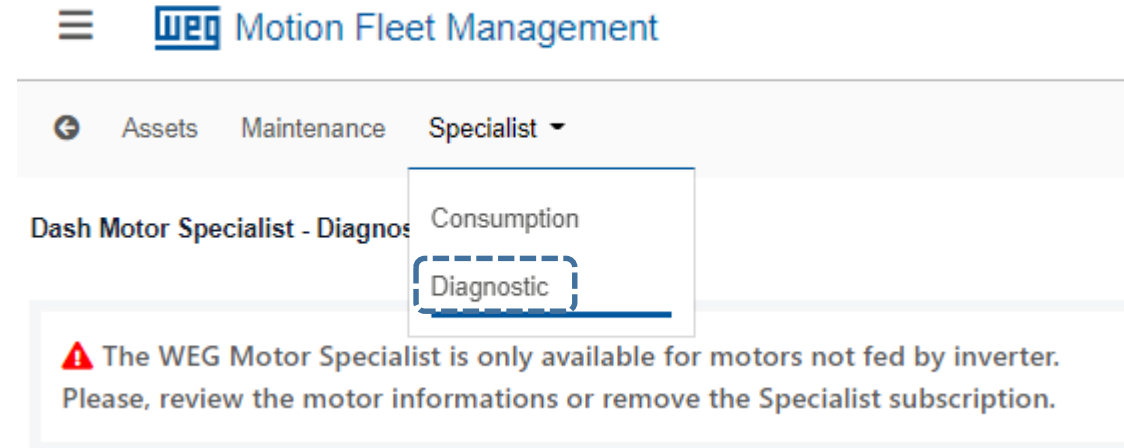 WEG Motion Fleet Management
Assets Maintenance Specialist
Consumption
Dash Motor Specialist - Diagnos
Diagnostic
The WEG Motor Specialist is only available for motors not fed by inverter.
Please, review the motor informations or remove the Specialist subscription.